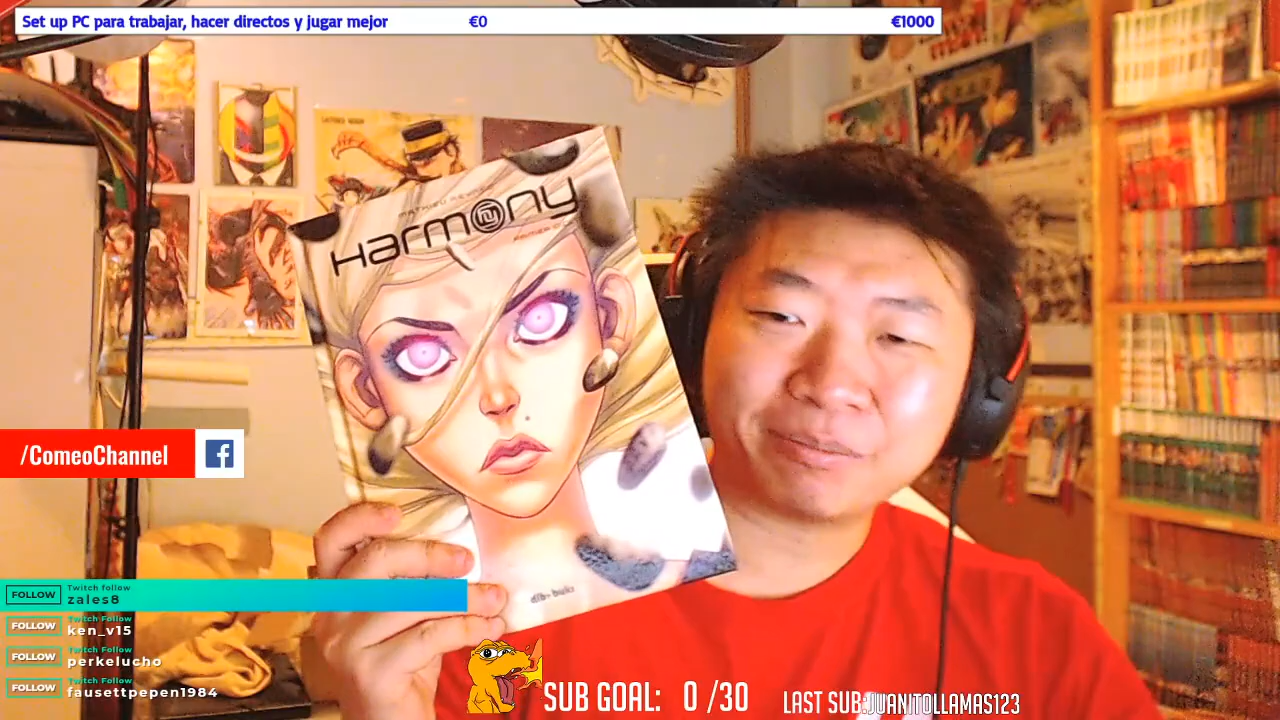 Set up PC para trabajar, hacer directos y jugar mejor €0 €1000
Harmony
/ComeoChannel
FOLLOW
Twitch follow
zales8
FOLLOW
Twitch Follow
ken_v15
FOLLOW
Twitch Follow
perkelucho
FOLLOW
Twitch Follow
fausettpepen1984
SUB GOAL: 0 /30
LAST SUB:JUANITOLLAMAS123